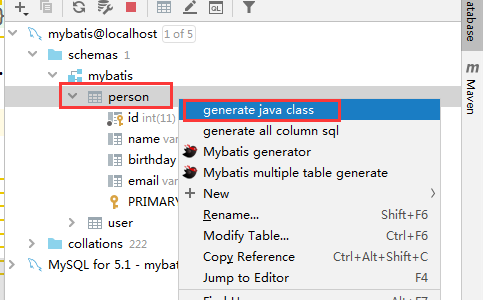 mybatis@localhost 1 of 5
schemas 1
mybatis
person
id int(11)
name var
birthday
email var
PRIMARY
user
collations 222
MySQL for 5.1 - mybat
generate java class
generate all column sql
Mybatis generator
Mybatis multiple table generate
New
Rename... Shift+F6
Modify Table... Ctrl+F6
Copy Reference Ctrl+Alt+Shift+C
Jump to Editor F4
atabase
Maven